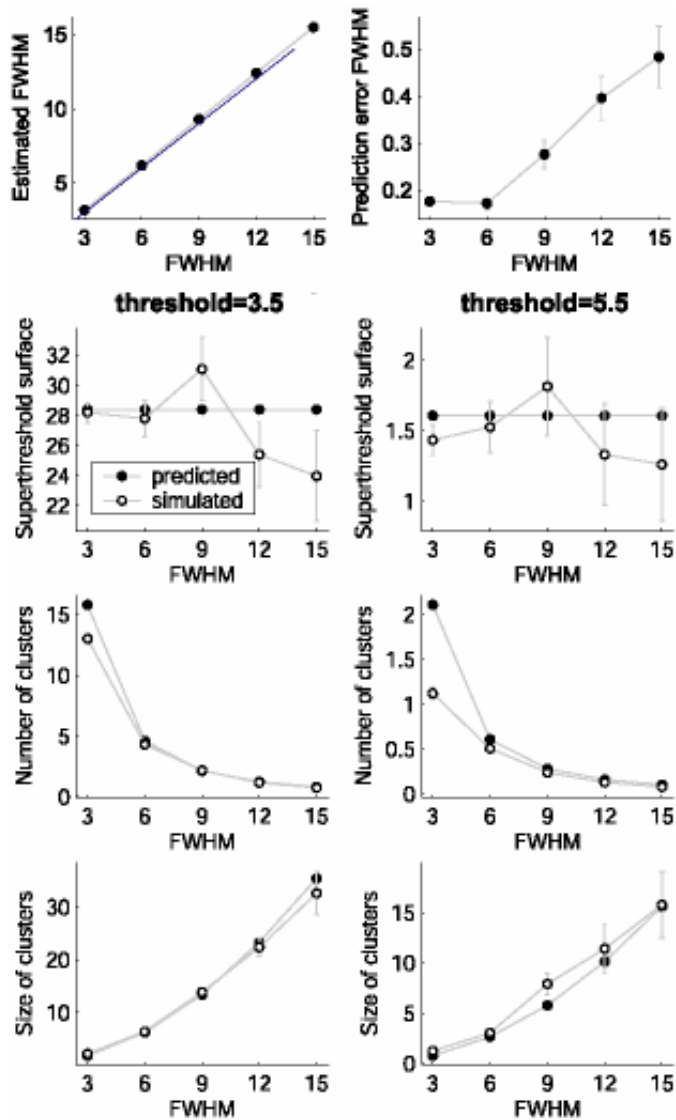 Estimated FWHM
15
10
5
3 6 9 12 15
FWHM
Prediction error FWHM
0.5
0.4
0.3
0.2
3 6 9 12 15
FWHM
threshold=3.5
Superthreshold surface
32
30
28
26
24
22
predicted
simulated
3 6 9 12 15
FWHM
threshold=5.5
Superthreshold surface
2
1.5
1
3 6 9 12 15
FWHM
Number of clusters
15
10
5
0
3 6 9 12 15
FWHM
Number of clusters
2
1.5
1
0.5
0
3 6 9 12 15
FWHM
Size of clusters
30
20
10
3 6 9 12 15
FWHM
Size of clusters
15
10
5
0
3 6 9 12 15
FWHM